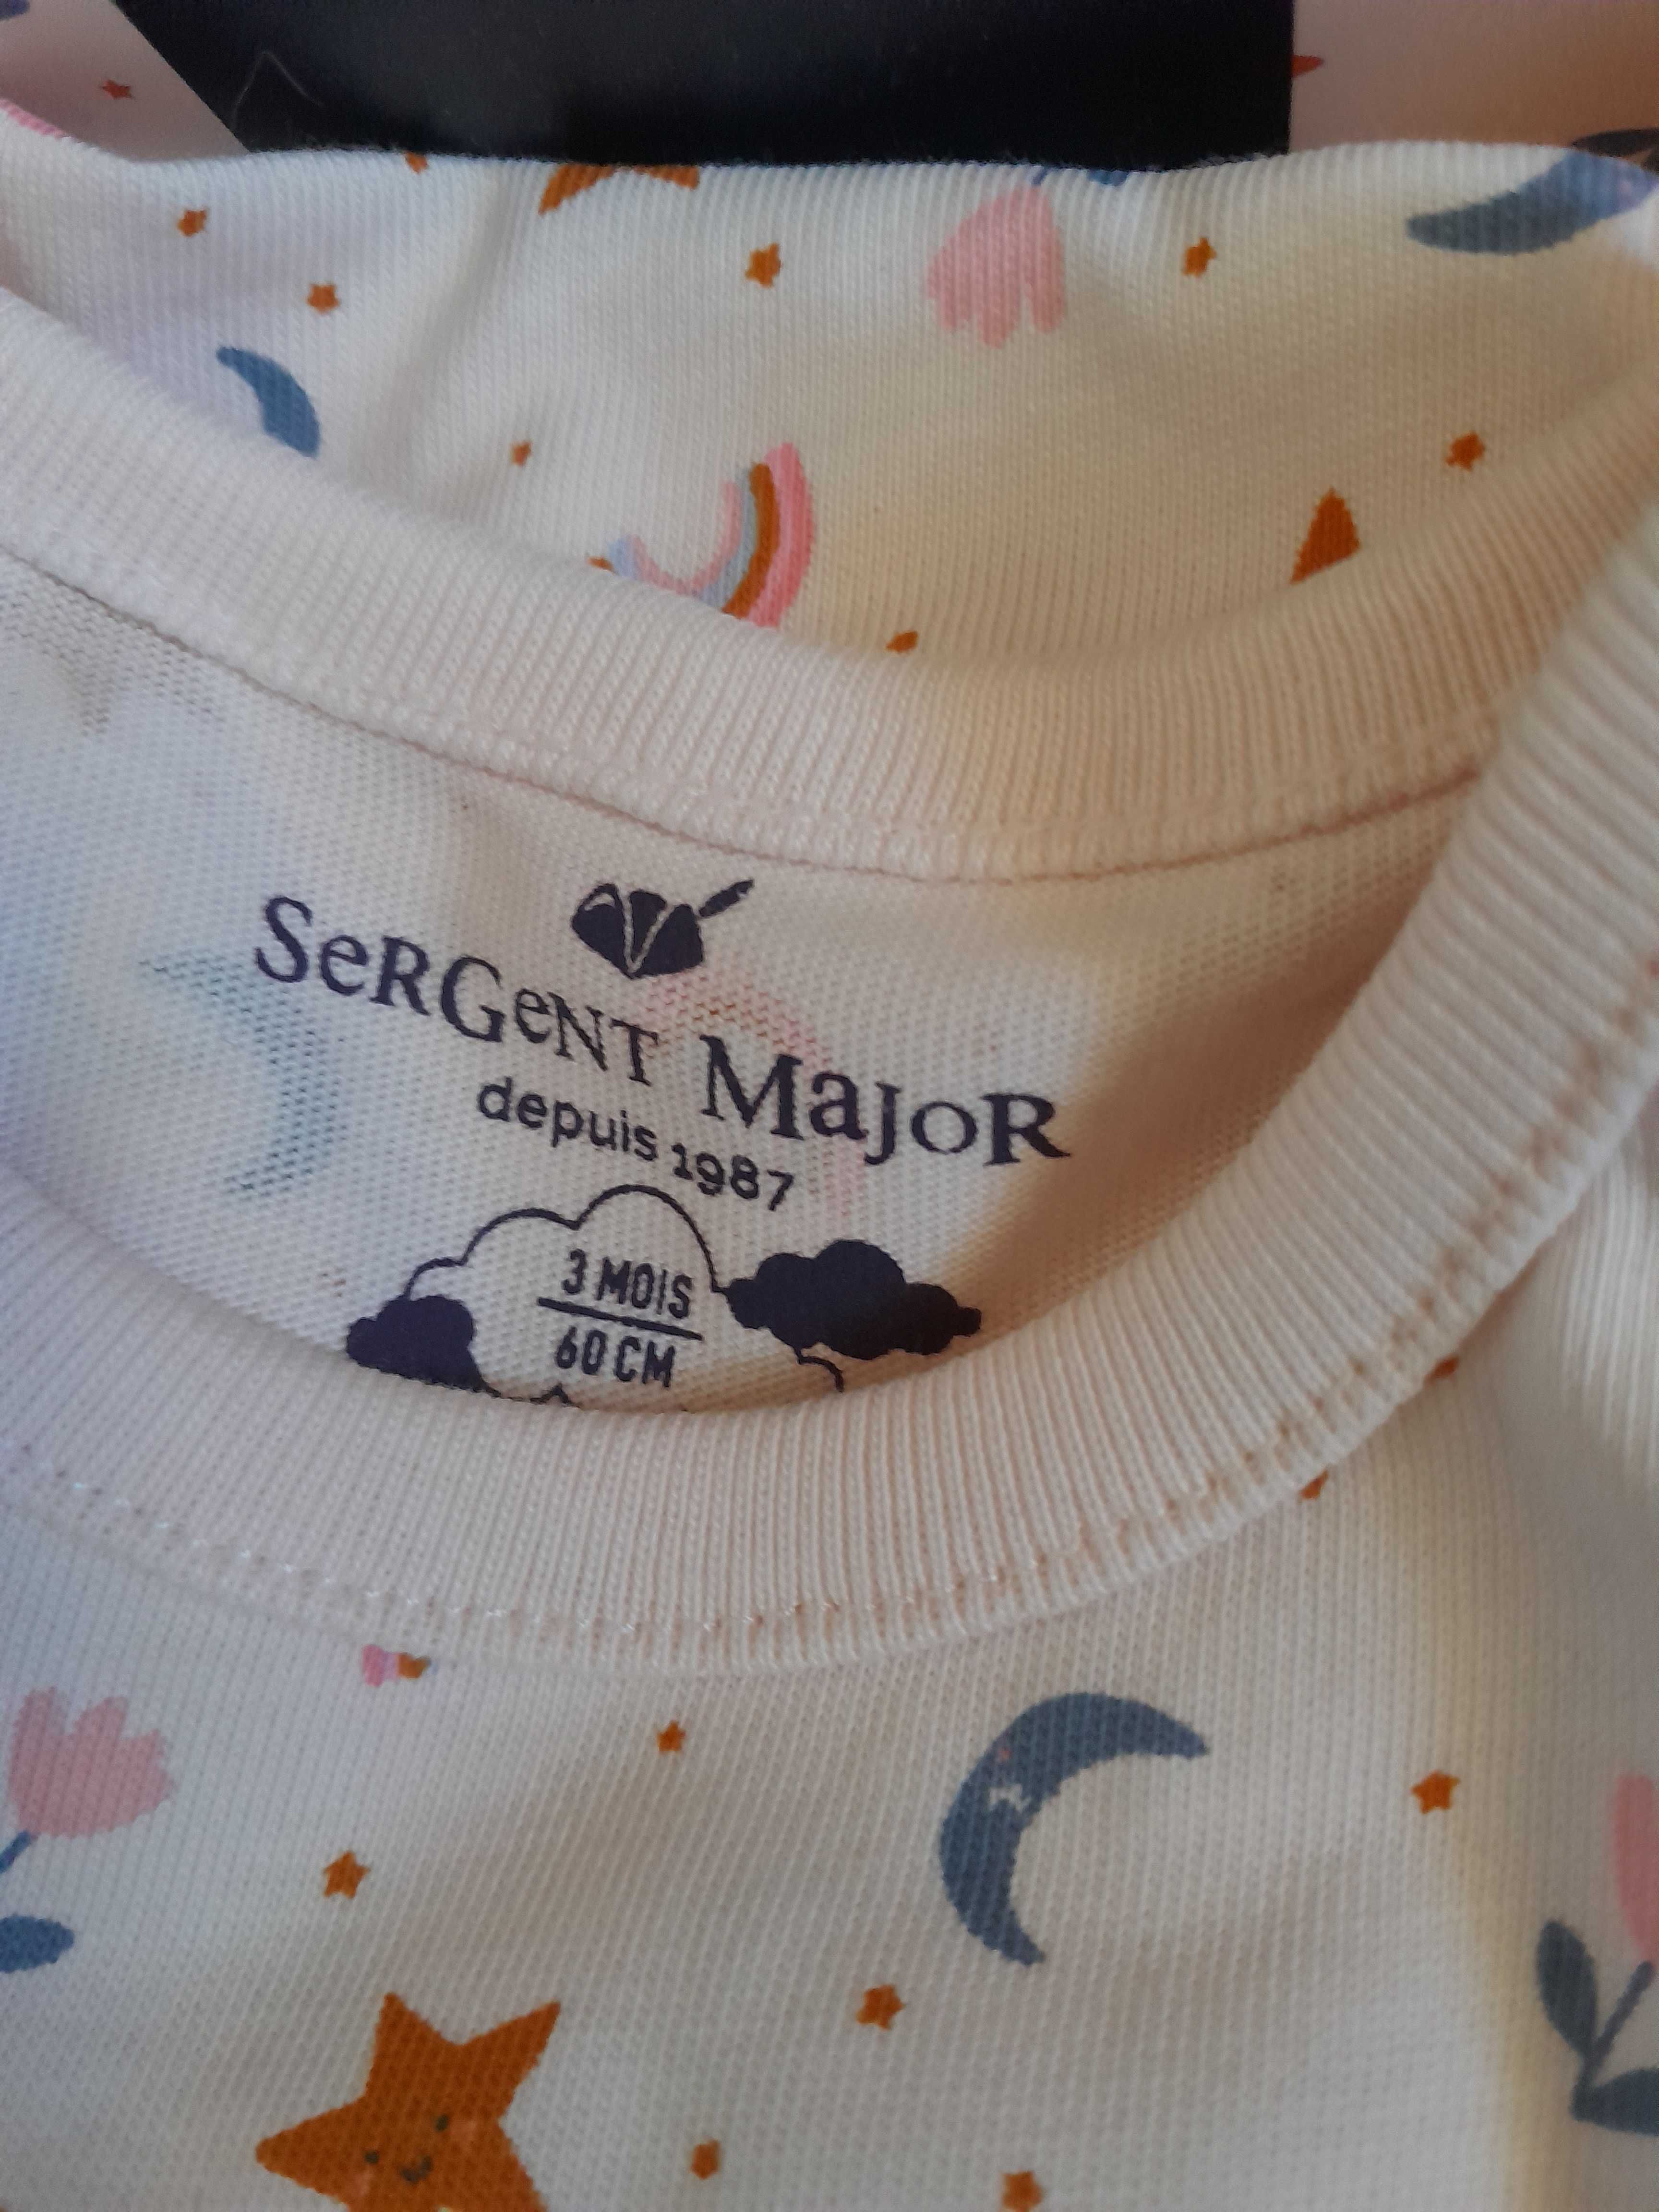 SeRGeNT MaJoR
depuis 1987
3 MOIS
60 CM